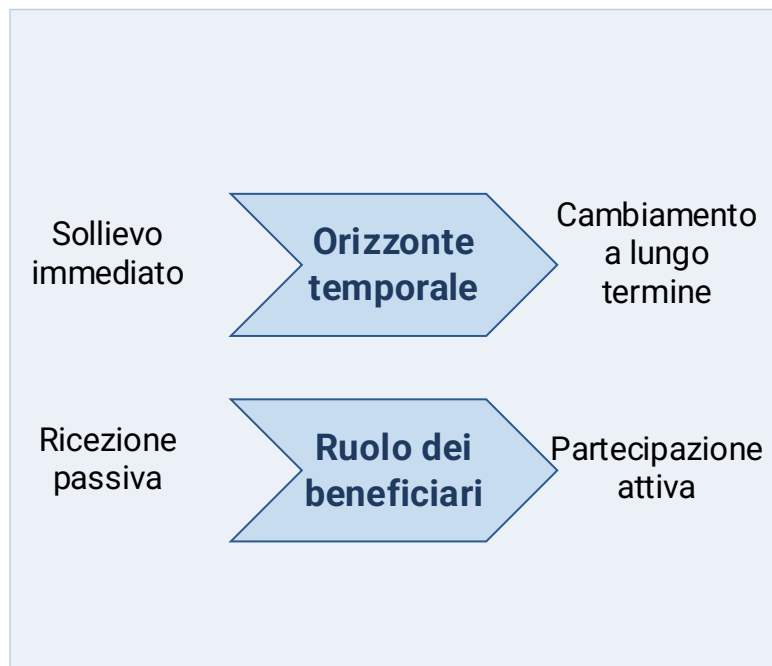 Sollievo
immediato
Orizzonte
temporale
Cambiamento
a lungo
termine
Ricezione
passiva
Ruolo dei
beneficiari
Partecipazione
attiva